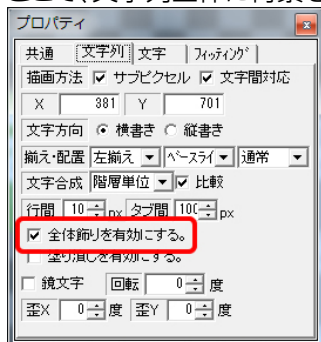 プロパティ
共通 文字列 文字 フィッティング
描画方法 サブピクセル 文字間対応
X 381 Y 701
文字方向 横書き 縦書き
揃え・配置 左揃え ベースライ 通常
文字合成 階層単位 比較
行間 10 px タブ間 100 px
全体飾りを有効にする。
塗り潰しを有効にする。
鏡文字 回転 0 度
歪X 0 度 歪Y 0 度